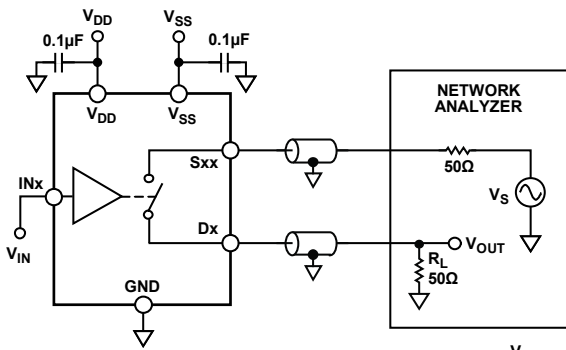 VDD
VSS
0.1µF
0.1µF
VDD
VSS
NETWORK
ANALYZER
Sxx
50Ω
INx
VS
Dx
VOUT
VIN
RL
50Ω
GND
V